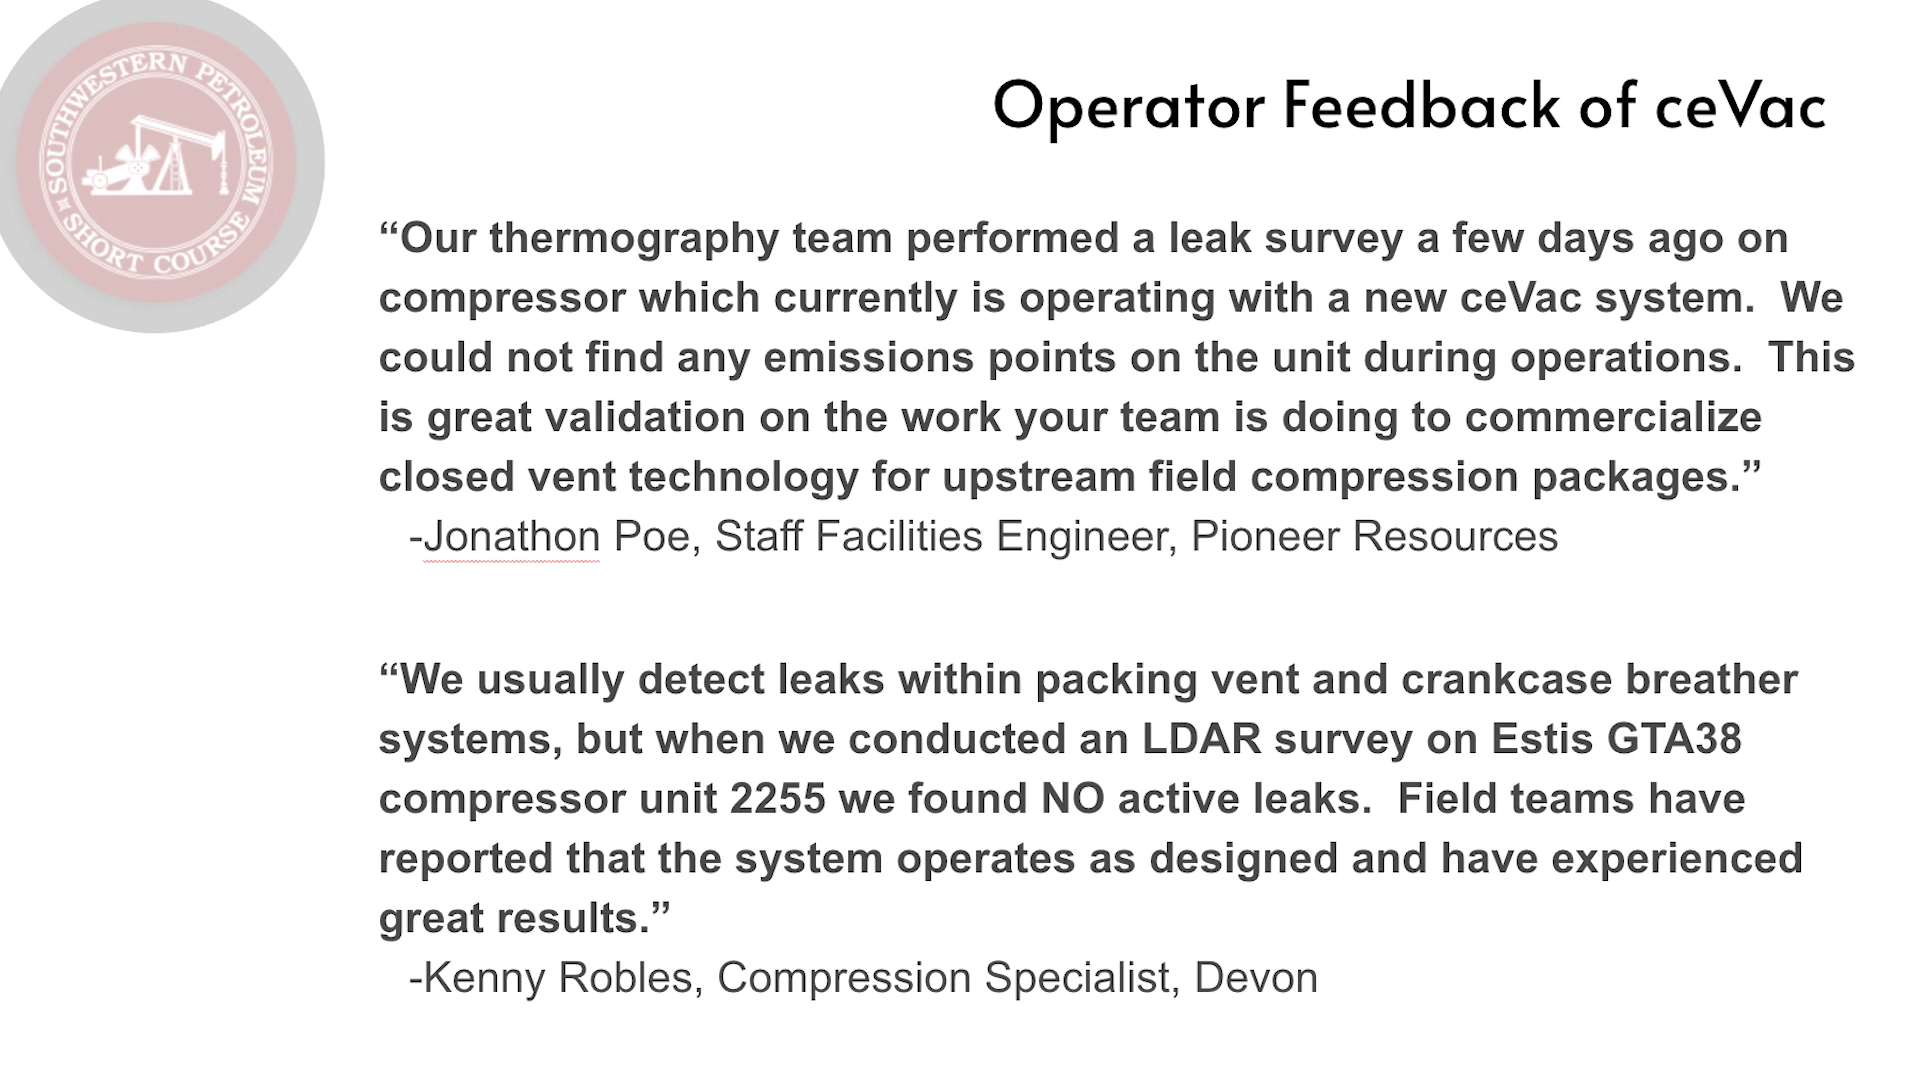 SOUTHWESTERN PETROLEUM
SHORT COURSE
Operator Feedback of ceVac
“Our thermography team performed a leak survey a few days ago on
compressor which currently is operating with a new ceVac system.  We
could not find any emissions points on the unit during operations.  This
is great validation on the work your team is doing to commercialize
closed vent technology for upstream field compression packages.”
-Jonathon Poe, Staff Facilities Engineer, Pioneer Resources
“We usually detect leaks within packing vent and crankcase breather
systems, but when we conducted an LDAR survey on Estis GTA38
compressor unit 2255 we found NO active leaks.  Field teams have
reported that the system operates as designed and have experienced
great results.”
-Kenny Robles, Compression Specialist, Devon